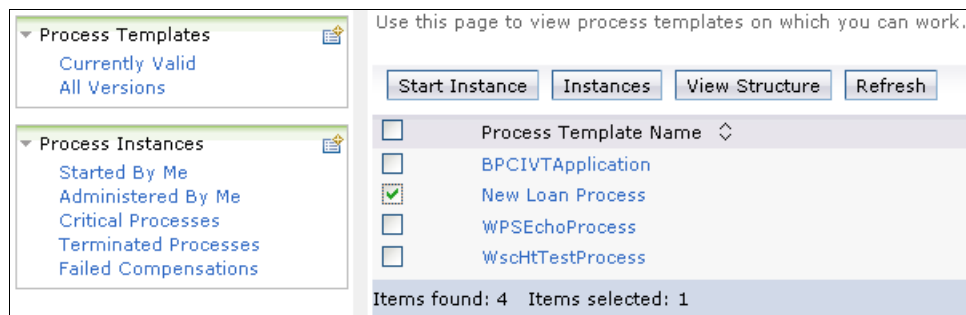 Process Templates
Currently Valid
All Versions
Process Instances
Started By Me
Administered By Me
Critical Processes
Terminated Processes
Failed Compensations
Use this page to view process templates on which you can work.
Start Instance Instances View Structure Refresh
Process Template Name
BPCIVTApplication
New Loan Process
WPSEchoProcess
WscHtTestProcess
Items found: 4 Items selected: 1